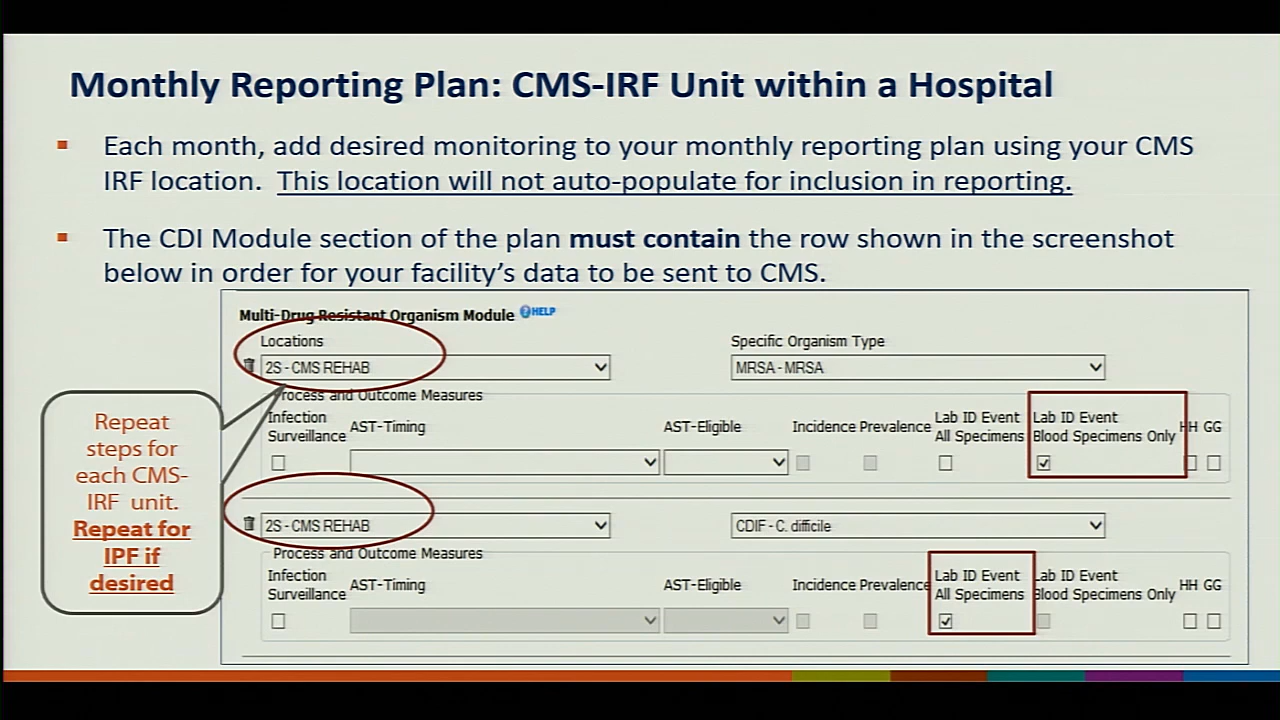 Monthly Reporting Plan: CMS-IRF Unit within a Hospital
Each month, add desired monitoring to your monthly reporting plan using your CMS
IRF location. This location will not auto-populate for inclusion in reporting.
The CDI Module section of the plan must contain the row shown in the screenshot
below in order for your facility's data to be sent to CMS.
Multi-Drug Resistant Organism Module ?HELP
Locations
Specific Organism Type
2S - CMS REHAB
MRSA - MRSA
Process and Outcome Measures
Infection
Surveillance
AST-Timing
AST-Eligible
Incidence Prevalence
Lab ID Event
All Specimens
Lab ID Event
Blood Specimens Only
HH GG
2S - CMS REHAB
CDIF - C. difficile
Process and Outcome Measures
Infection
Surveillance
AST-Timing
AST-Eligible
Incidence Prevalence
Lab ID Event
All Specimens
Lab ID Event
Blood Specimens Only
HH GG
Repeat
steps for
each CMS-
IRF unit.
Repeat for
IPF if
desired